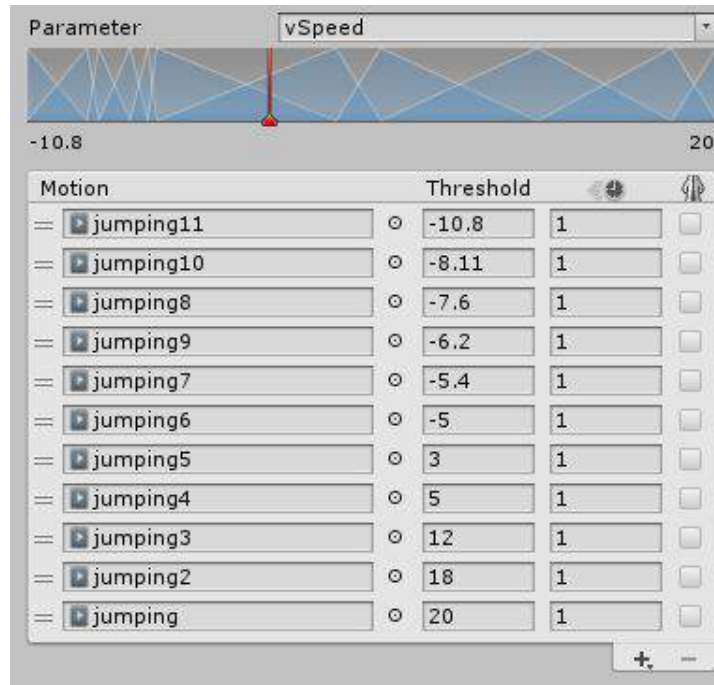 Parameter vSpeed
-10.8 20
Motion Threshold
jumping11 -10.8 1
jumping10 -8.11 1
jumping8 -7.6 1
jumping9 -6.2 1
jumping7 -5.4 1
jumping6 -5 1
jumping5 3 1
jumping4 5 1
jumping3 12 1
jumping2 18 1
jumping 20 1